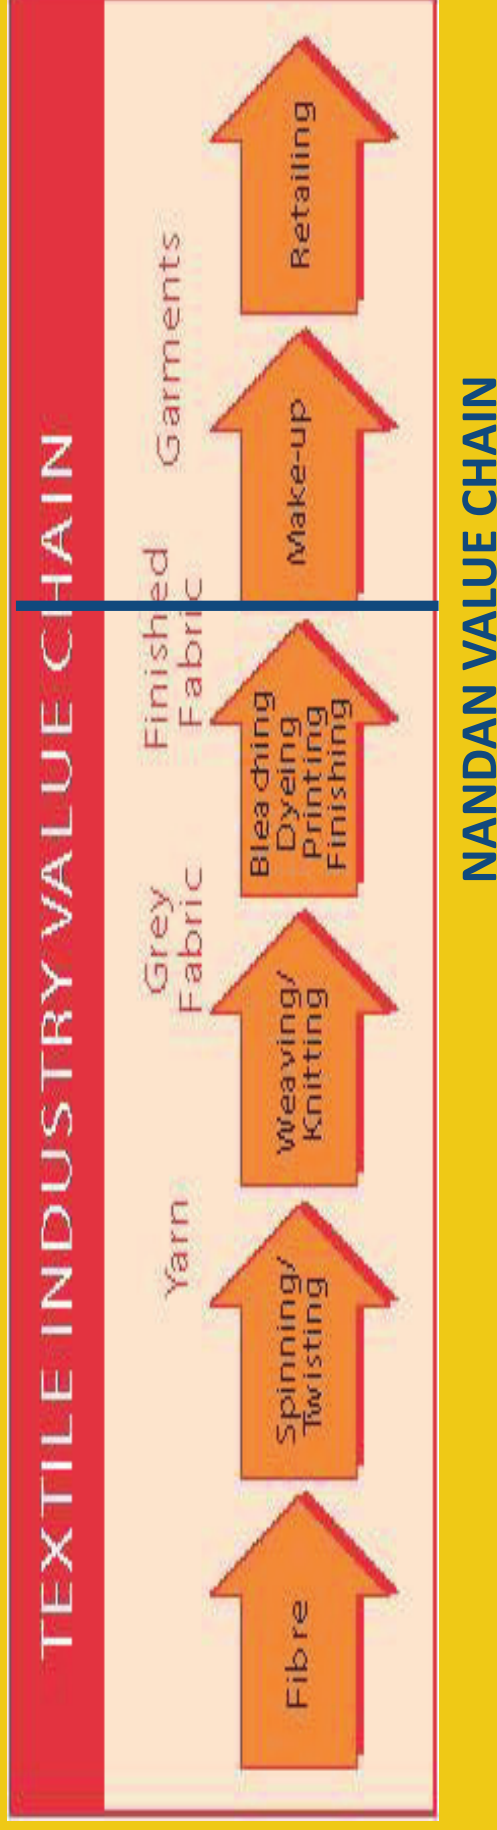 TEXTILE INDUSTRY VALUE CHAIN
Yarn
Grey
Fabric
Finished
Fabric
Garments
Fibre
Spinning/
Twisting
Weaving/
Knitting
Bleaching
Dyeing
Printing
Finishing
Make-up
Retailing
NANDAN VALUE CHAIN